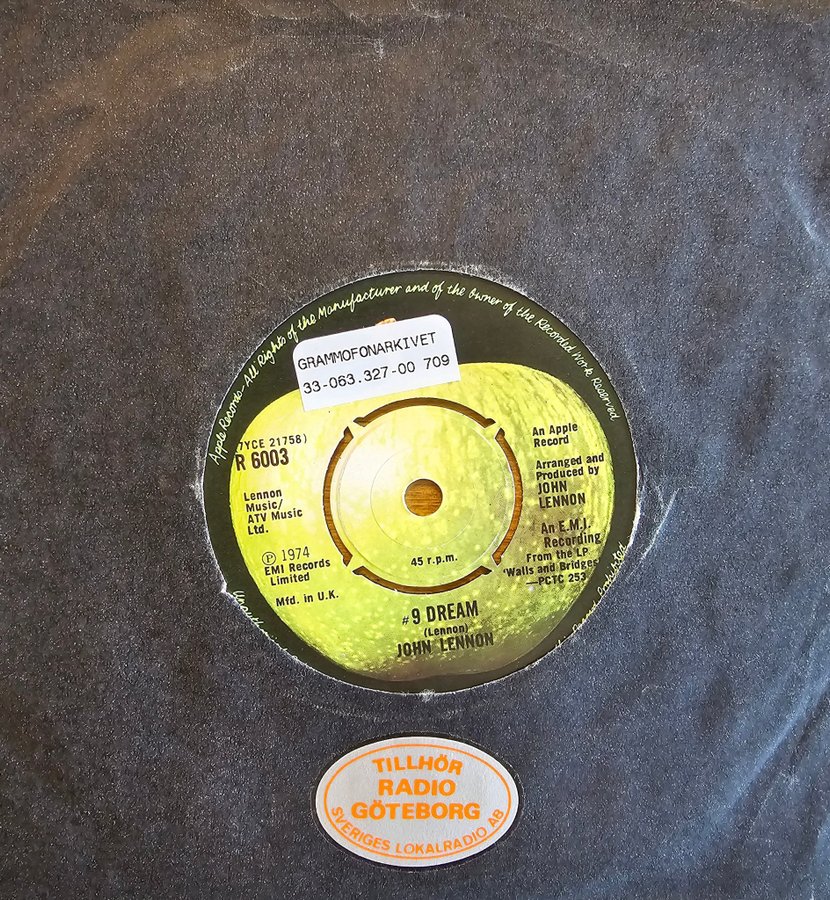 Apple Records. All Rights of the Manufacturer and of the Owner of the Recorded Work Reserved
GRAMMOFONARKIVET
33-063.327-00 709
7YCE 21758)
R 6003
Lennon
Music/
ATV Music
Ltd.
Ⓟ 1974
EMI Records
Limited
Mfd. in U.K.
An Apple
Record
Arranged and
Produced by
JOHN
LENNON
An E.M.I.
Recording
From the LP
'Walls and Bridges'
—PCTC 253
45 r.p.m.
#9 DREAM
(Lennon)
JOHN LENNON
TILLHÖR
RADIO
GÖTEBORG
SVERIGES LOKALRADIO AB